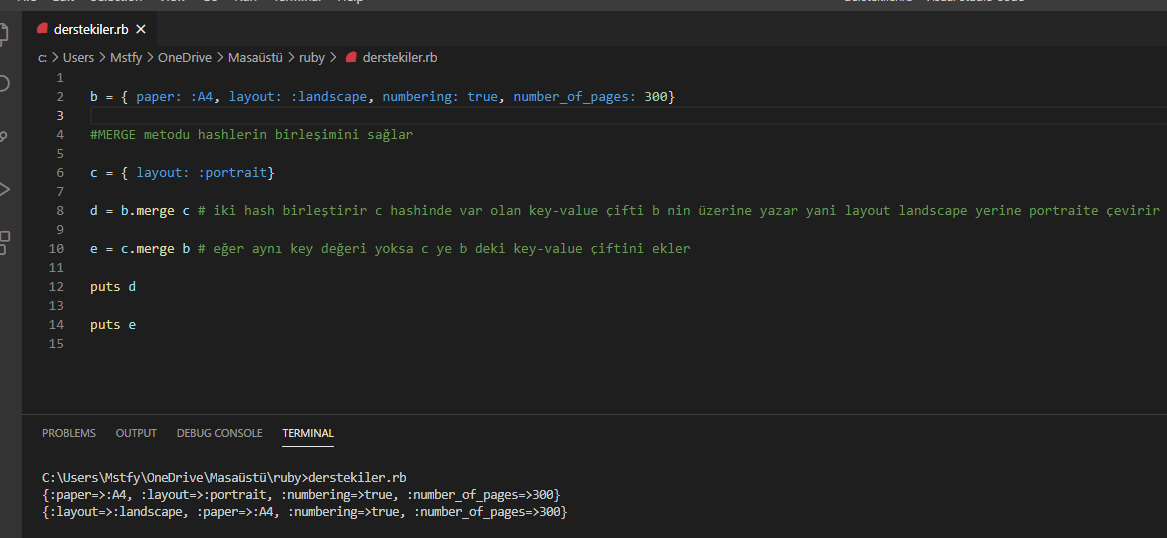 derstekiler.rb ×
c: > Users > Mstfy > OneDrive > Masaüstü > ruby > derstekiler.rb
1
2 b = { paper: :A4, layout: :landscape, numbering: true, number_of_pages: 300}
3
4 #MERGE metodu hashlerin birleşimini sağlar
5
6 c = { layout: :portrait}
7
8 d = b.merge c # iki hash birleştirir c hashinde var olan key-value çifti b nin üzerine yazar yani layout landscape yerine portraite çevirir
9
10 e = c.merge b # eğer aynı key değeri yoksa c ye b deki key-value çiftini ekler
11
12 puts d
13
14 puts e
15
PROBLEMS OUTPUT DEBUG CONSOLE TERMINAL
C:\Users\Mstfy\OneDrive\Masaüstü\ruby>derstekiler.rb
{:paper=>:A4, :layout=>:portrait, :numbering=>true, :number_of_pages=>300}
{:layout=>:landscape, :paper=>:A4, :numbering=>true, :number_of_pages=>300}